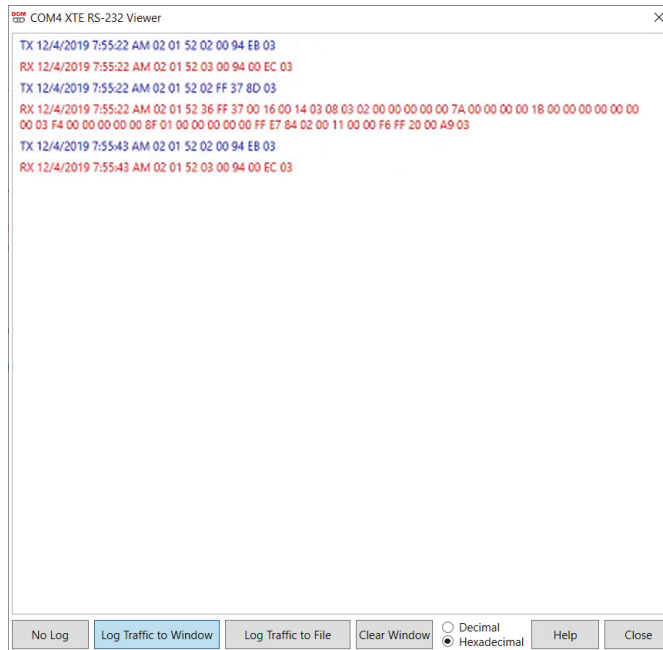 BCM COM4 XTE RS-232 Viewer
TX 12/4/2019 7:55:22 AM 02 01 52 02 00 94 EB 03
RX 12/4/2019 7:55:22 AM 02 01 52 03 00 94 00 EC 03
TX 12/4/2019 7:55:22 AM 02 01 52 02 FF 37 8D 03
RX 12/4/2019 7:55:22 AM 02 01 52 36 FF 37 00 16 00 14 03 08 03 02 00 00 00 00 00 7A 00 00 00 00 18 00 00 00 00 00 00
00 03 F4 00 00 00 00 00 8F 01 00 00 00 00 00 FF E7 84 02 00 11 00 00 F6 FF 20 00 A9 03
TX 12/4/2019 7:55:43 AM 02 01 52 02 00 94 EB 03
RX 12/4/2019 7:55:43 AM 02 01 52 03 00 94 00 EC 03
No Log
Log Traffic to Window
Log Traffic to File
Clear Window
Decimal
Hexadecimal
Help
Close